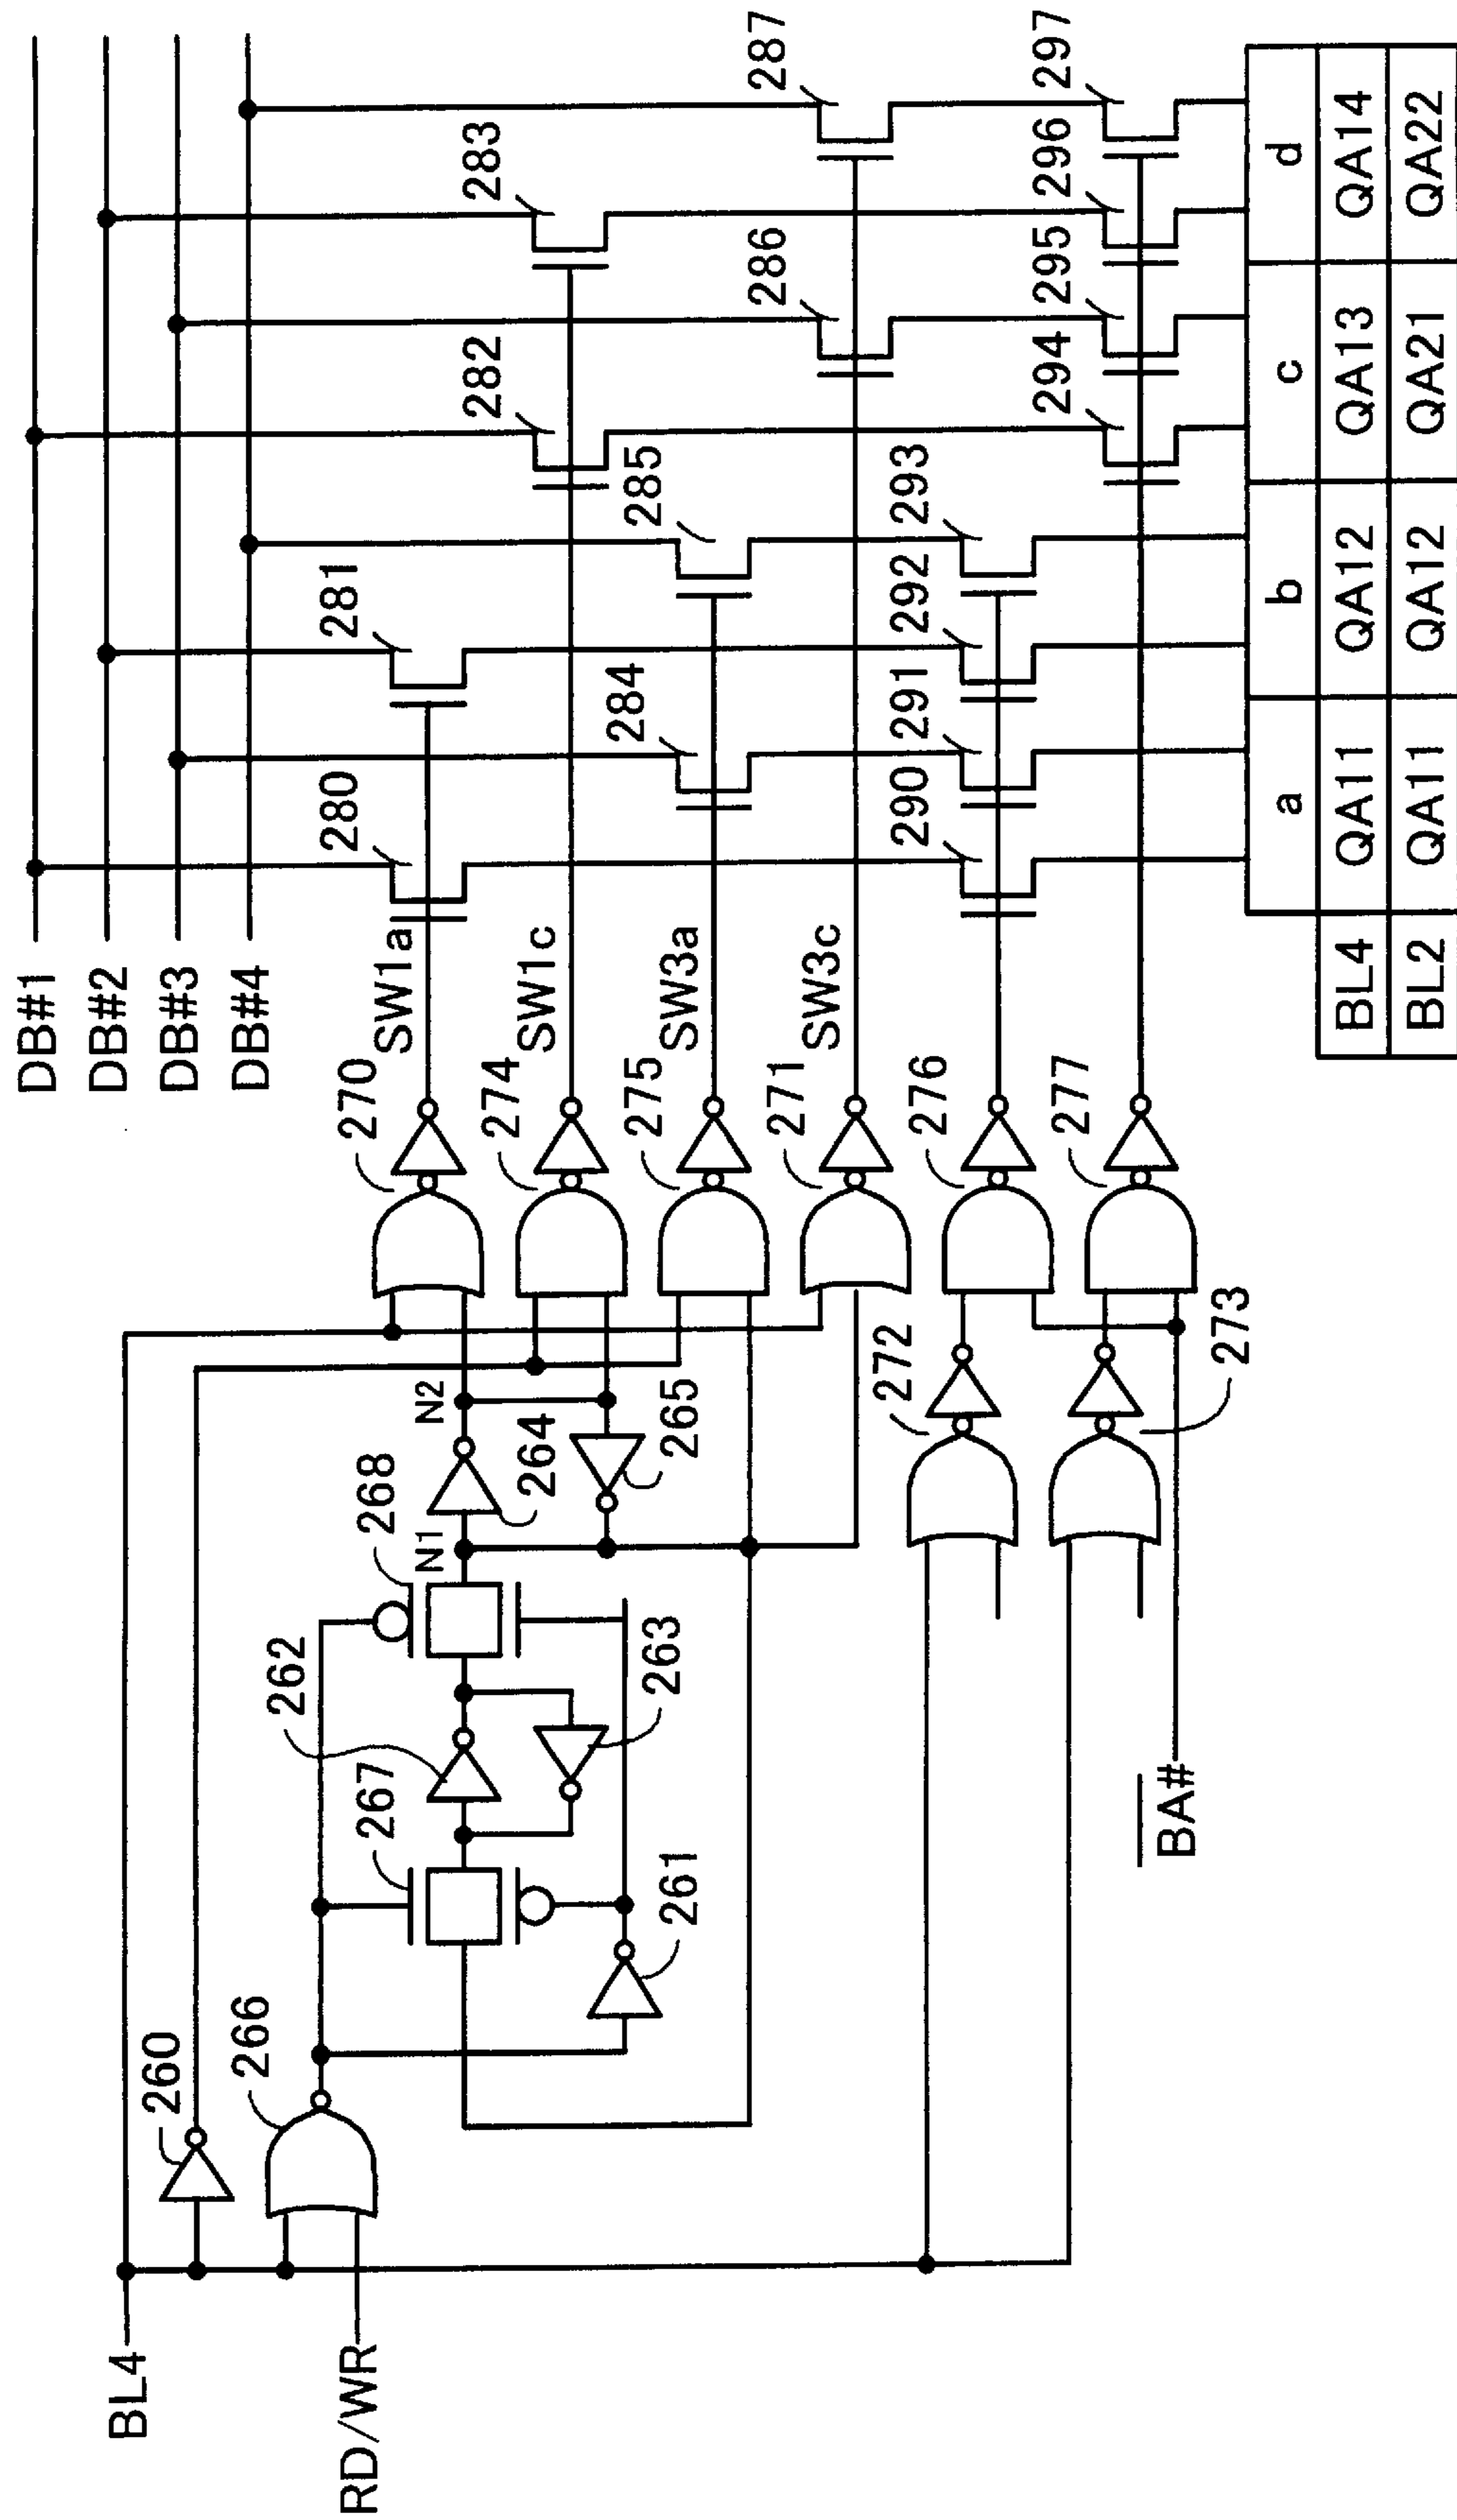 DB#1
DB#2
DB#3
DB#4
BL4
RD/WR
260
266
267
262
268
261
263
264
265
N1
N2
272
273
BA#
270
274
275
271
276
277
SW1a
SW1c
SW3a
SW3c
280
281
282
283
284
285
286
287
290
291
292
293
294
295
296
297
a b c d
BL4 QA11 QA12 QA13 QA14
BL2 QA11 QA12 QA21 QA22